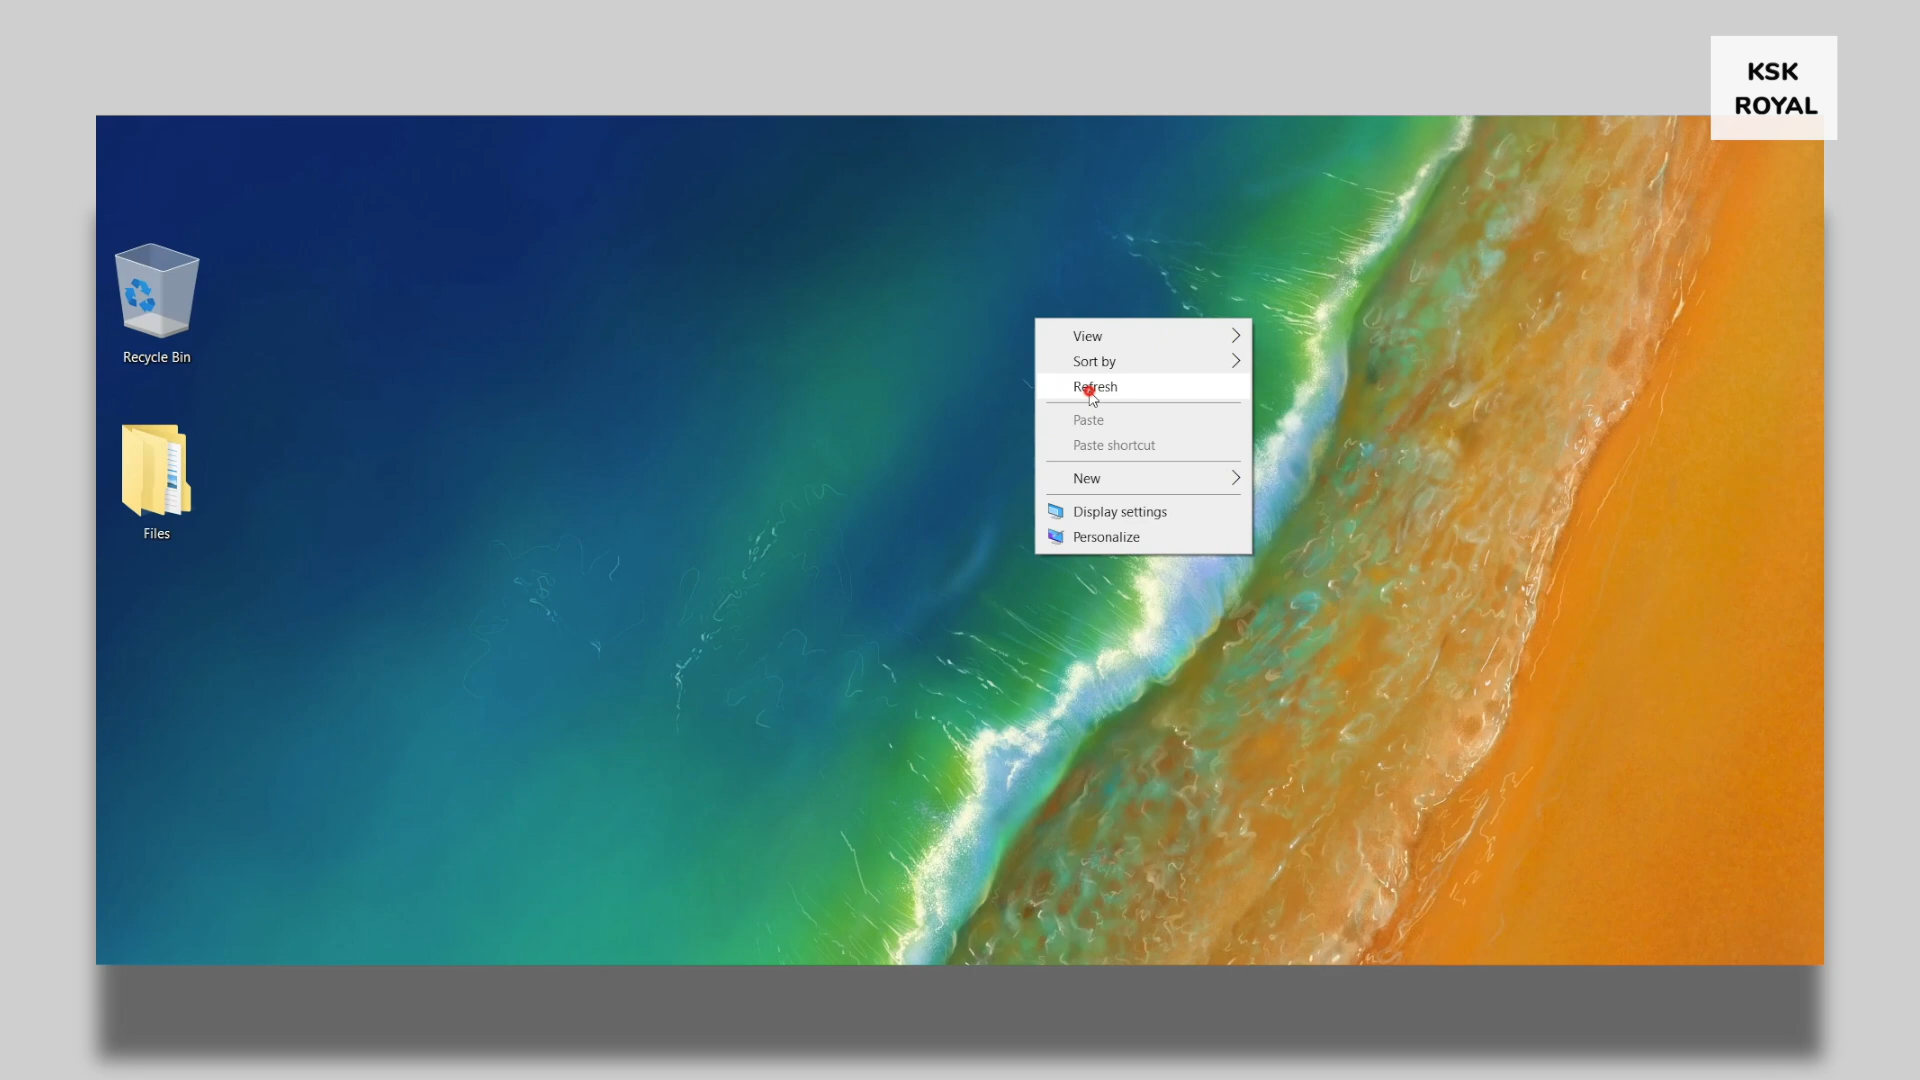 KSK
ROYAL
Recycle Bin
Files
View
Sort by
Refresh
Paste
Paste shortcut
New
Display settings
Personalize